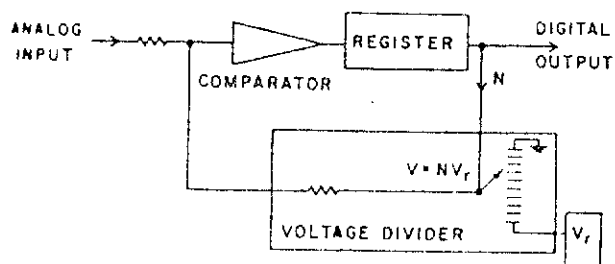 ANALOG
INPUT
COMPARATOR
REGISTER
DIGITAL
OUTPUT
N
V = NVr
VOLTAGE DIVIDER
Vr